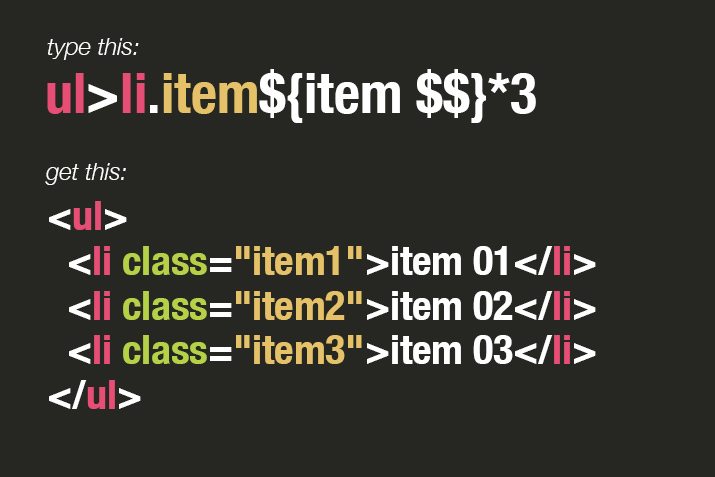 type this:
ul>li.item${item $$}*3
get this:
<ul>
<li class="item1">item 01</li>
<li class="item2">item 02</li>
<li class="item3">item 03</li>
</ul>